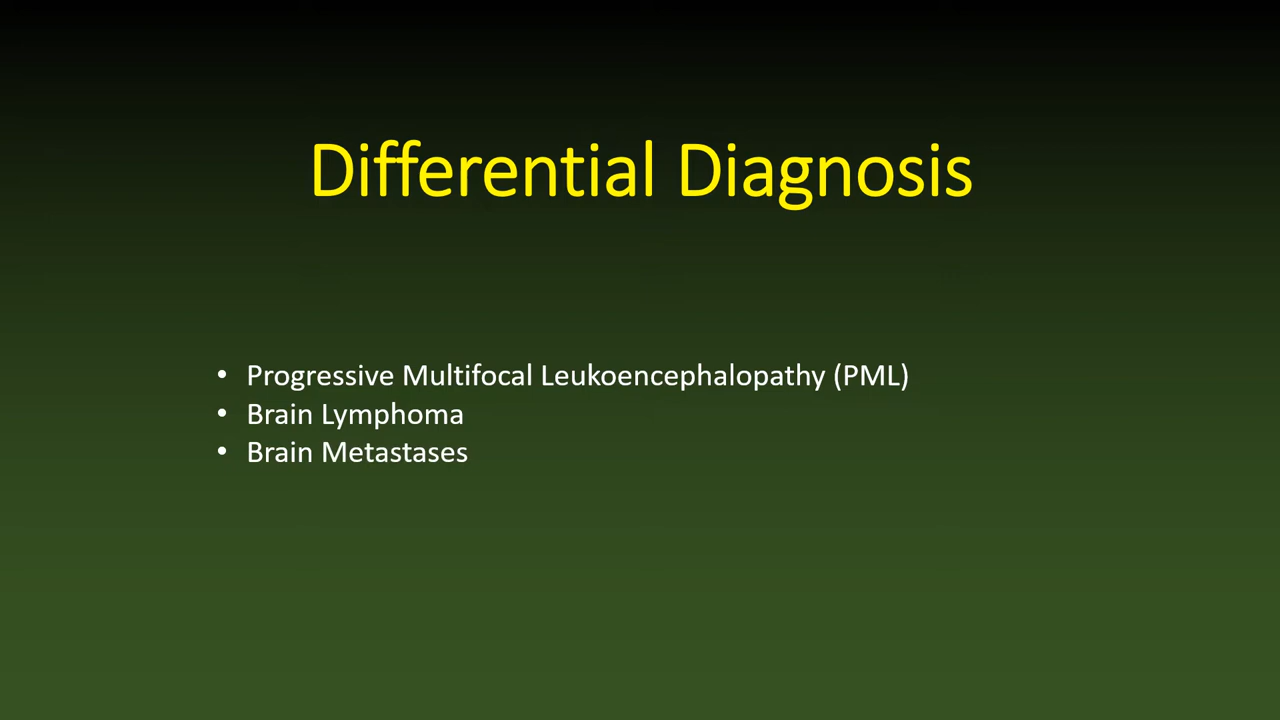 Differential Diagnosis
• Progressive Multifocal Leukoencephalopathy (PML)
• Brain Lymphoma
• Brain Metastases